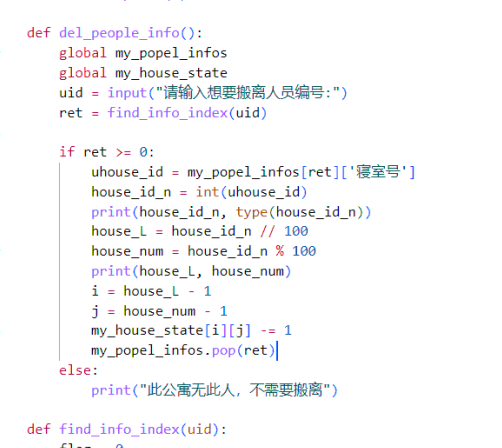 def del_people_info():
global my_popel_infos
global my_house_state
uid = input("请输入想要搬离人员编号:")
ret = find_info_index(uid)
if ret >= 0:
uhouse_id = my_popel_infos[ret]['寝室号']
house_id_n = int(uhouse_id)
print(house_id_n, type(house_id_n))
house_L = house_id_n // 100
house_num = house_id_n % 100
print(house_L, house_num)
i = house_L - 1
j = house_num - 1
my_house_state[i][j] -= 1
my_popel_infos.pop(ret)
else:
print("此公寓无此人，不需要搬离")
def find_info_index(uid):